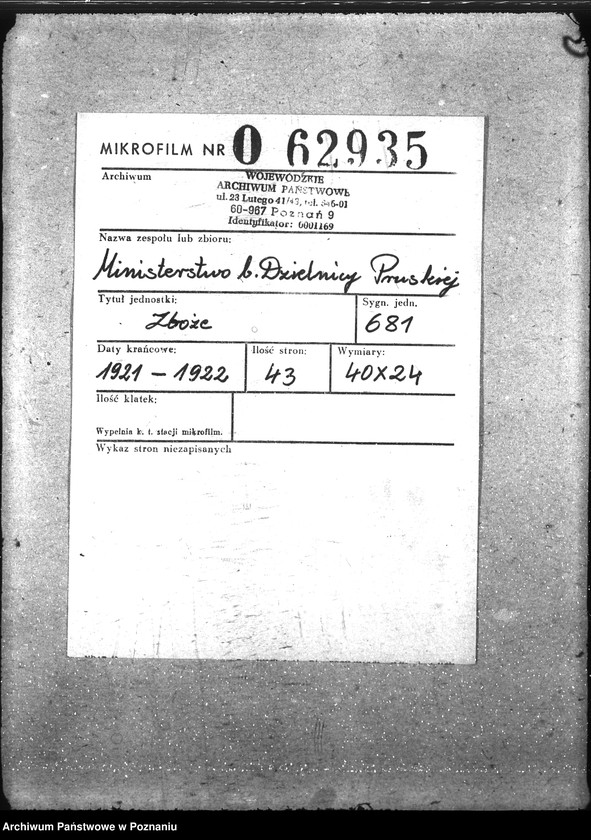 MIKROFILM NR 0 62935
Archiwum
WOJEWÓDZKIE
ARCHIWUM PAŃSTWOWE
ul. 23 Lutego 41/43, tel. 546-01
60-967 Poznań 9
Identyfikator: 6001169
Nazwa zespołu lub zbioru:
Ministerstwo b. Dzielnicy Pruskiej
Tytuł jednostki:
Sygn. jedn.
Zboże
681
Daty krańcowe:
Ilość stron:
Wymiary:
1921 – 1922
43
40x24
Ilość klatek:
Wypełnia k. t. stacji mikrofilm.
Wykaz stron niezapisanych
Archiwum Państwowe w Poznaniu